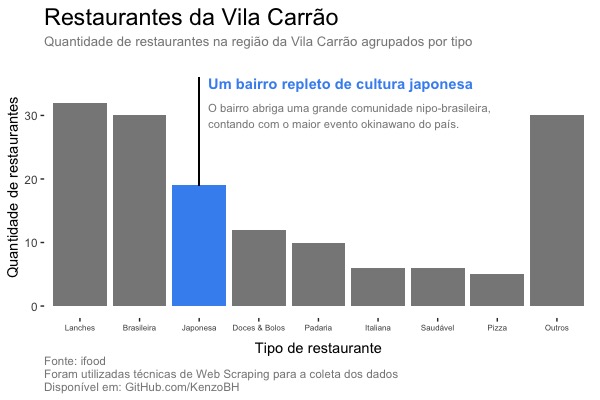 Restaurantes da Vila Carrão
Quantidade de restaurantes na região da Vila Carrão agrupados por tipo
Um bairro repleto de cultura japonesa
O bairro abriga uma grande comunidade nipo-brasileira,
contando com o maior evento okinawano do país.
Quantidade de restaurantes
30
20
10
0
Lanches
Brasileira
Japonesa
Doces & Bolos
Padaria
Italiana
Saudável
Pizza
Outros
Tipo de restaurante
Fonte: ifood
Foram utilizadas técnicas de Web Scraping para a coleta dos dados
Disponível em: GitHub.com/KenzoBH